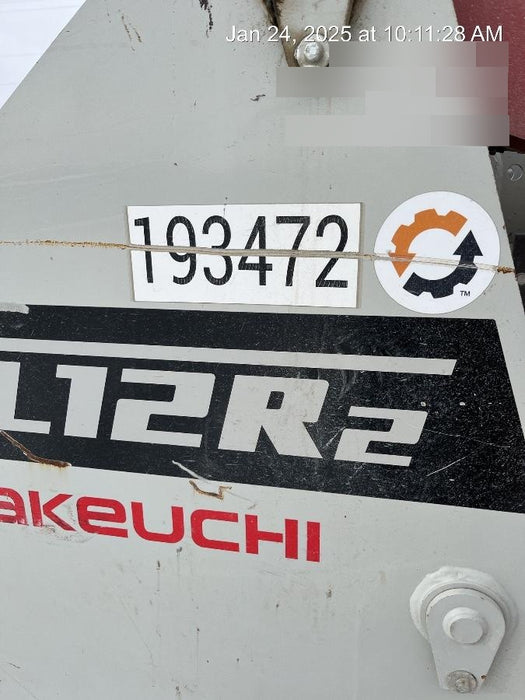 Jan 24, 2025 at 10:11:28 AM
193472
TM
L12R2
AKEUCHI